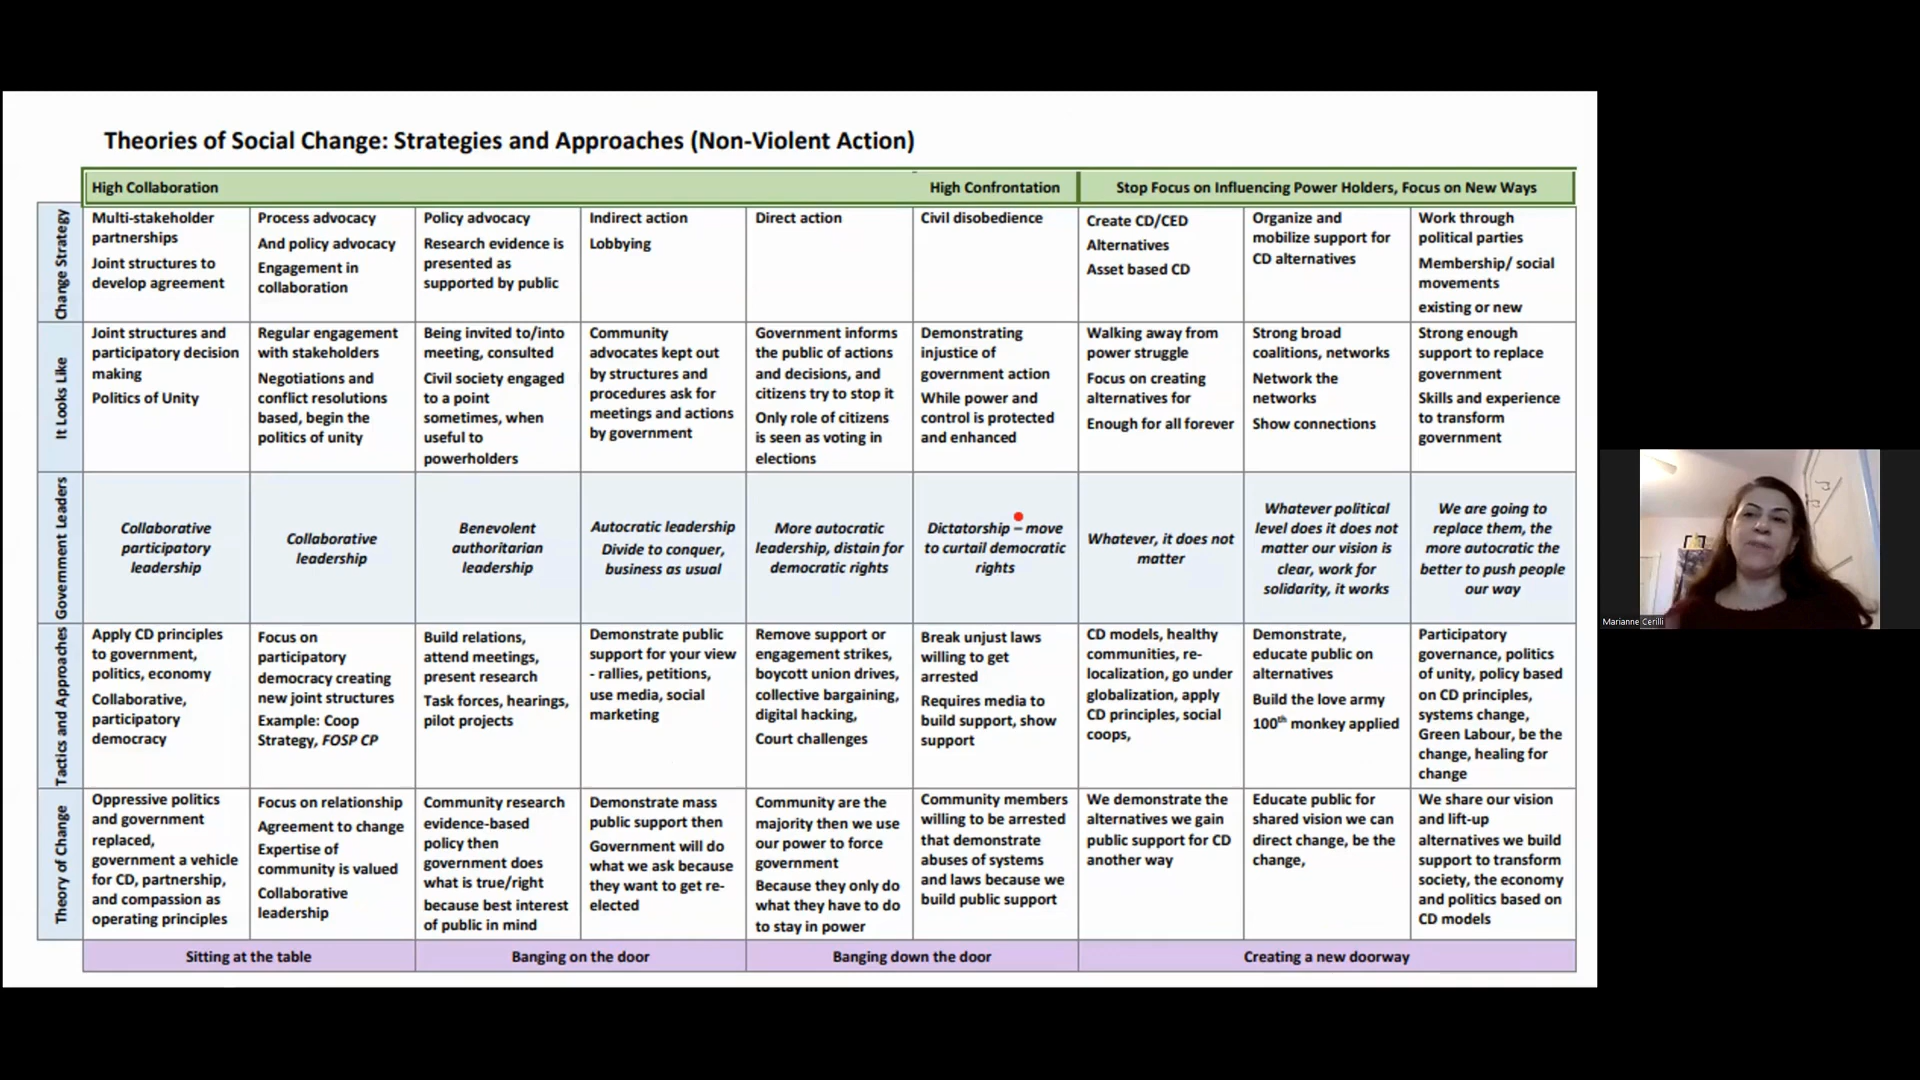 Theories of Social Change: Strategies and Approaches (Non-Violent Action)
High Collaboration
High Confrontation
Stop Focus on Influencing Power Holders, Focus on New Ways
Change Strategy
Multi-stakeholder
partnerships
Joint structures to
develop agreement
Process advocacy
And policy advocacy
Engagement in
collaboration
Policy advocacy
Research evidence is
presented as
supported by public
Indirect action
Lobbying
Direct action
Civil disobedience
Create CD/CED
Alternatives
Asset based CD
Organize and
mobilize support for
CD alternatives
Work through
political parties
Membership/ social
movements
existing or new
It Looks Like
Joint structures and
participatory decision
making
Politics of Unity
Regular engagement
with stakeholders
Negotiations and
conflict resolutions
based, begin the
politics of unity
Being invited to/into
meeting, consulted
Civil society engaged
to a point
sometimes, when
useful to
powerholders
Community
advocates kept out
by structures and
procedures ask for
meetings and actions
by government
Government informs
the public of actions
and decisions, and
citizens try to stop it
Only role of citizens
is seen as voting in
elections
Demonstrating
injustice of
government action
While power and
control is protected
and enhanced
Walking away from
power struggle
Focus on creating
alternatives for
Enough for all forever
Strong broad
coalitions, networks
Network the
networks
Show connections
Strong enough
support to replace
government
Skills and experience
to transform
government
Government Leaders
Collaborative
participatory
leadership
Collaborative
leadership
Benevolent
authoritarian
leadership
Autocratic leadership
Divide to conquer,
business as usual
More autocratic
leadership, distain for
democratic rights
Dictatorship – move
to curtail democratic
rights
Whatever, it does not
matter
Whatever political
level does it does not
matter our vision is
clear, work for
solidarity, it works
We are going to
replace them, the
more autocratic the
better to push people
our way
Tactics and Approaches
Apply CD principles
to government,
politics, economy
Collaborative,
participatory
democracy
Focus on
participatory
democracy creating
new joint structures
Example: Coop
Strategy, FOSP CP
Build relations,
attend meetings,
present research
Task forces, hearings,
pilot projects
Demonstrate public
support for your view
- rallies, petitions,
use media, social
marketing
Remove support or
engagement strikes,
boycott union drives,
collective bargaining,
digital hacking,
Court challenges
Break unjust laws
willing to get
arrested
Requires media to
build support, show
support
CD models, healthy
communities, re-
localization, go under
globalization, apply
CD principles, social
coops,
Demonstrate,
educate public on
alternatives
Build the love army
100th monkey applied
Participatory
governance, politics
of unity, policy based
on CD principles,
systems change,
Green Labour, be the
change, healing for
change
Theory of Change
Oppressive politics
and government
replaced,
government a vehicle
for CD, partnership,
and compassion as
operating principles
Focus on relationship
Agreement to change
Expertise of
community is valued
Collaborative
leadership
Community research
evidence-based
policy then
government does
what is true/right
because best interest
of public in mind
Demonstrate mass
public support then
Government will do
what we ask because
they want to get re-
elected
Community are the
majority then we use
our power to force
government
Because they only do
what they have to do
to stay in power
Community members
willing to be arrested
that demonstrate
abuses of systems
and laws because we
build public support
We demonstrate the
alternatives we gain
public support for CD
another way
Educate public for
shared vision we can
direct change, be the
change,
We share our vision
and lift-up
alternatives we build
support to transform
society, the economy
and politics based on
CD models
Sitting at the table
Banging on the door
Banging down the door
Creating a new doorway
Marianne Cerilli